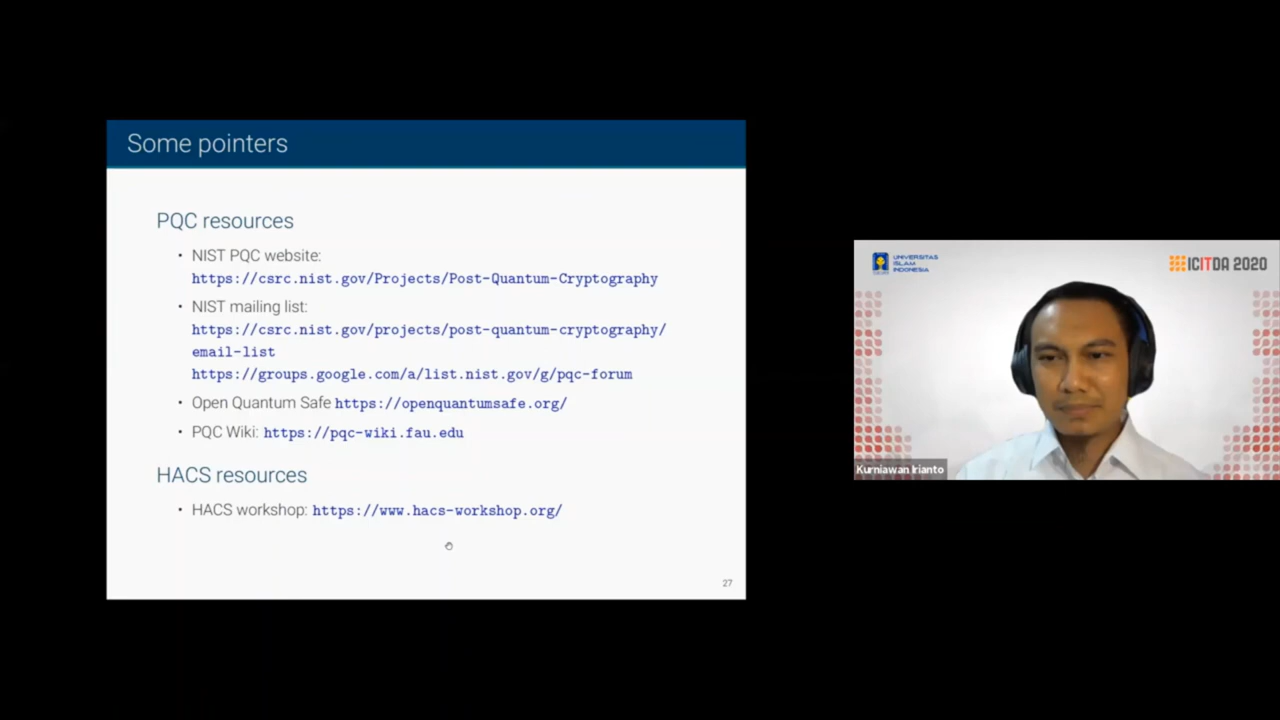 Some pointers
PQC resources
• NIST PQC website:
https://csrc.nist.gov/Projects/Post-Quantum-Cryptography
• NIST mailing list:
https://csrc.nist.gov/projects/post-quantum-cryptography/
email-list
https://groups.google.com/a/list.nist.gov/g/pqc-forum
• Open Quantum Safe https://openquantumsafe.org/
• PQC Wiki: https://pqc-wiki.fau.edu
HACS resources
• HACS workshop: https://www.hacs-workshop.org/
27
UNIVERSITAS
ISLAM
INDONESIA
ICITDA 2020
Kurniawan Irianto